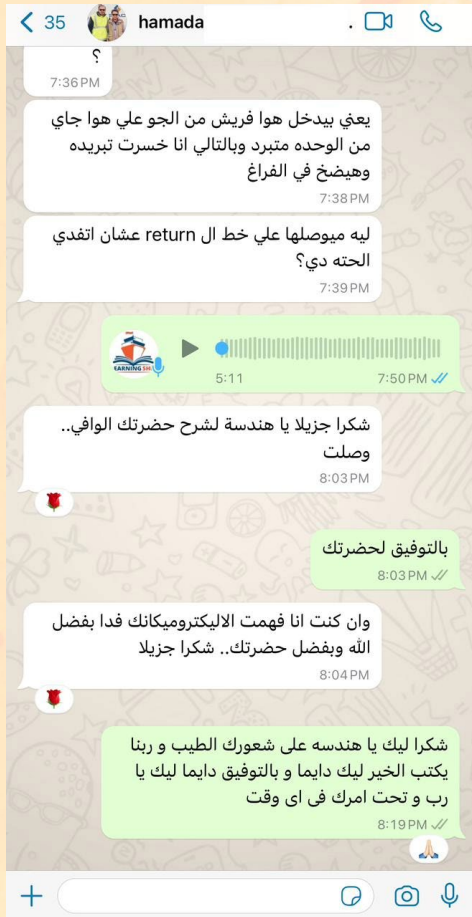 35
hamada
؟
7:36 PM
يعني بيدخل هوا فريش من الجو علي هوا جاي
من الوحده متبرد وبالتالي انا خسرت تبريده
وهيضخ في الفراغ
7:38 PM
ليه ميوصلها علي خط ال return عشان اتفدي
الحته دي؟
7:39 PM
5:11
7:50 PM
شكرا جزيلا يا هندسة لشرح حضرتك الوافي..
وصلت
8:03 PM
بالتوفيق لحضرتك
8:03 PM
وان كنت انا فهمت الاليكتروميكانك فدا بفضل
الله وبفضل حضرتك.. شكرا جزيلا
8:04 PM
شكرا ليك يا هندسه على شعورك الطيب و ربنا
يكتب الخير ليك دايما و بالتوفيق دايما ليك يا
رب و تحت امرك فى اى وقت
8:19 PM